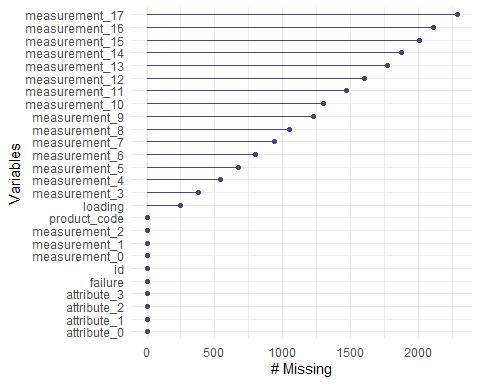 measurement_17
measurement_16
measurement_15
measurement_14
measurement_13
measurement_12
measurement_11
measurement_10
measurement_9
measurement_8
measurement_7
measurement_6
measurement_5
measurement_4
measurement_3
loading
product_code
measurement_2
measurement_1
measurement_0
id
failure
attribute_3
attribute_2
attribute_1
attribute_0
Variables
0 500 1000 1500 2000
# Missing